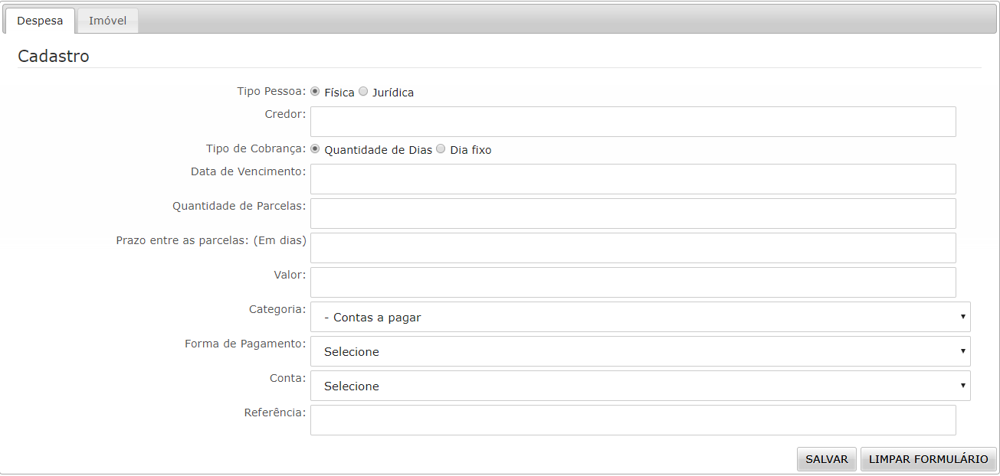 Despesa Imóvel
Cadastro
Tipo Pessoa: Física Jurídica
Credor:
Tipo de Cobrança: Quantidade de Dias Dia fixo
Data de Vencimento:
Quantidade de Parcelas:
Prazo entre as parcelas: (Em dias)
Valor:
Categoria: - Contas a pagar
Forma de Pagamento: Selecione
Conta: Selecione
Referência:
SALVAR LIMPAR FORMULÁRIO